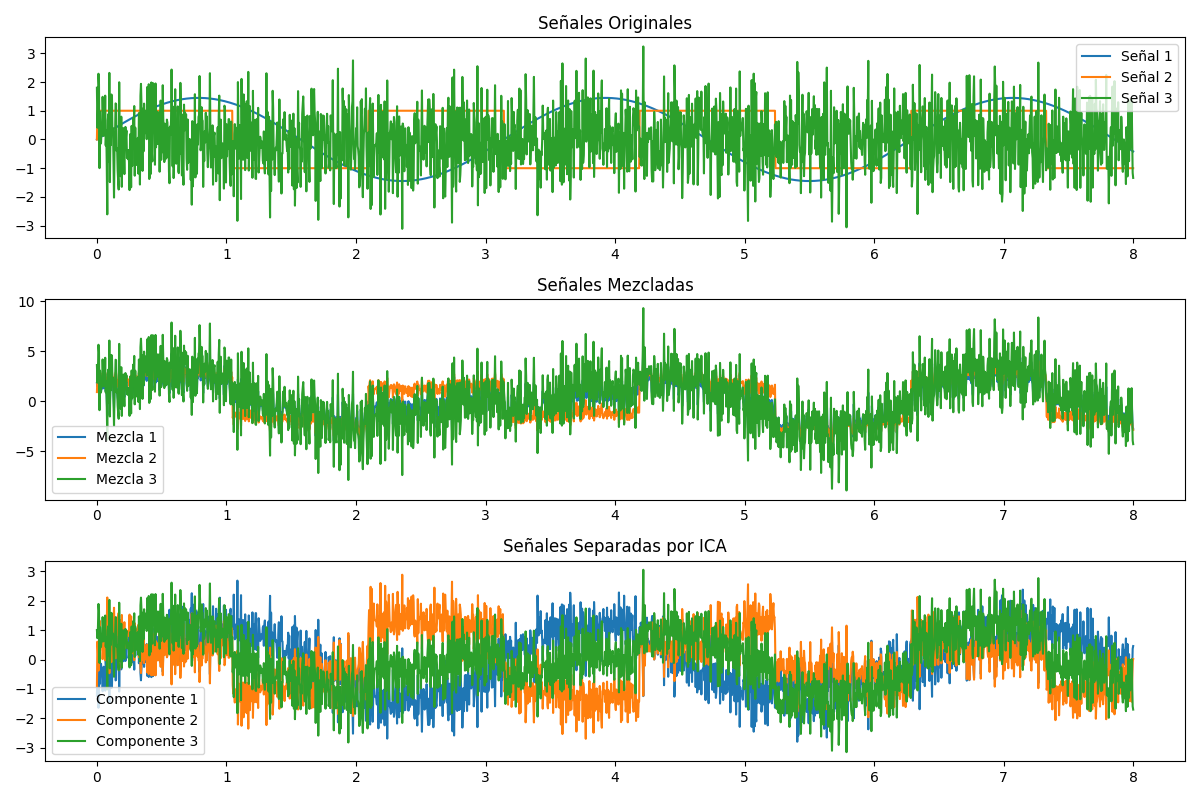 Señales Originales
3
2
1
0
−1
−2
−3
Señal 1
Señal 2
Señal 3
0 1 2 3 4 5 6 7 8
Señales Mezcladas
10
5
0
−5
Mezcla 1
Mezcla 2
Mezcla 3
0 1 2 3 4 5 6 7 8
Señales Separadas por ICA
3
2
1
0
−1
−2
−3
Componente 1
Componente 2
Componente 3
0 1 2 3 4 5 6 7 8